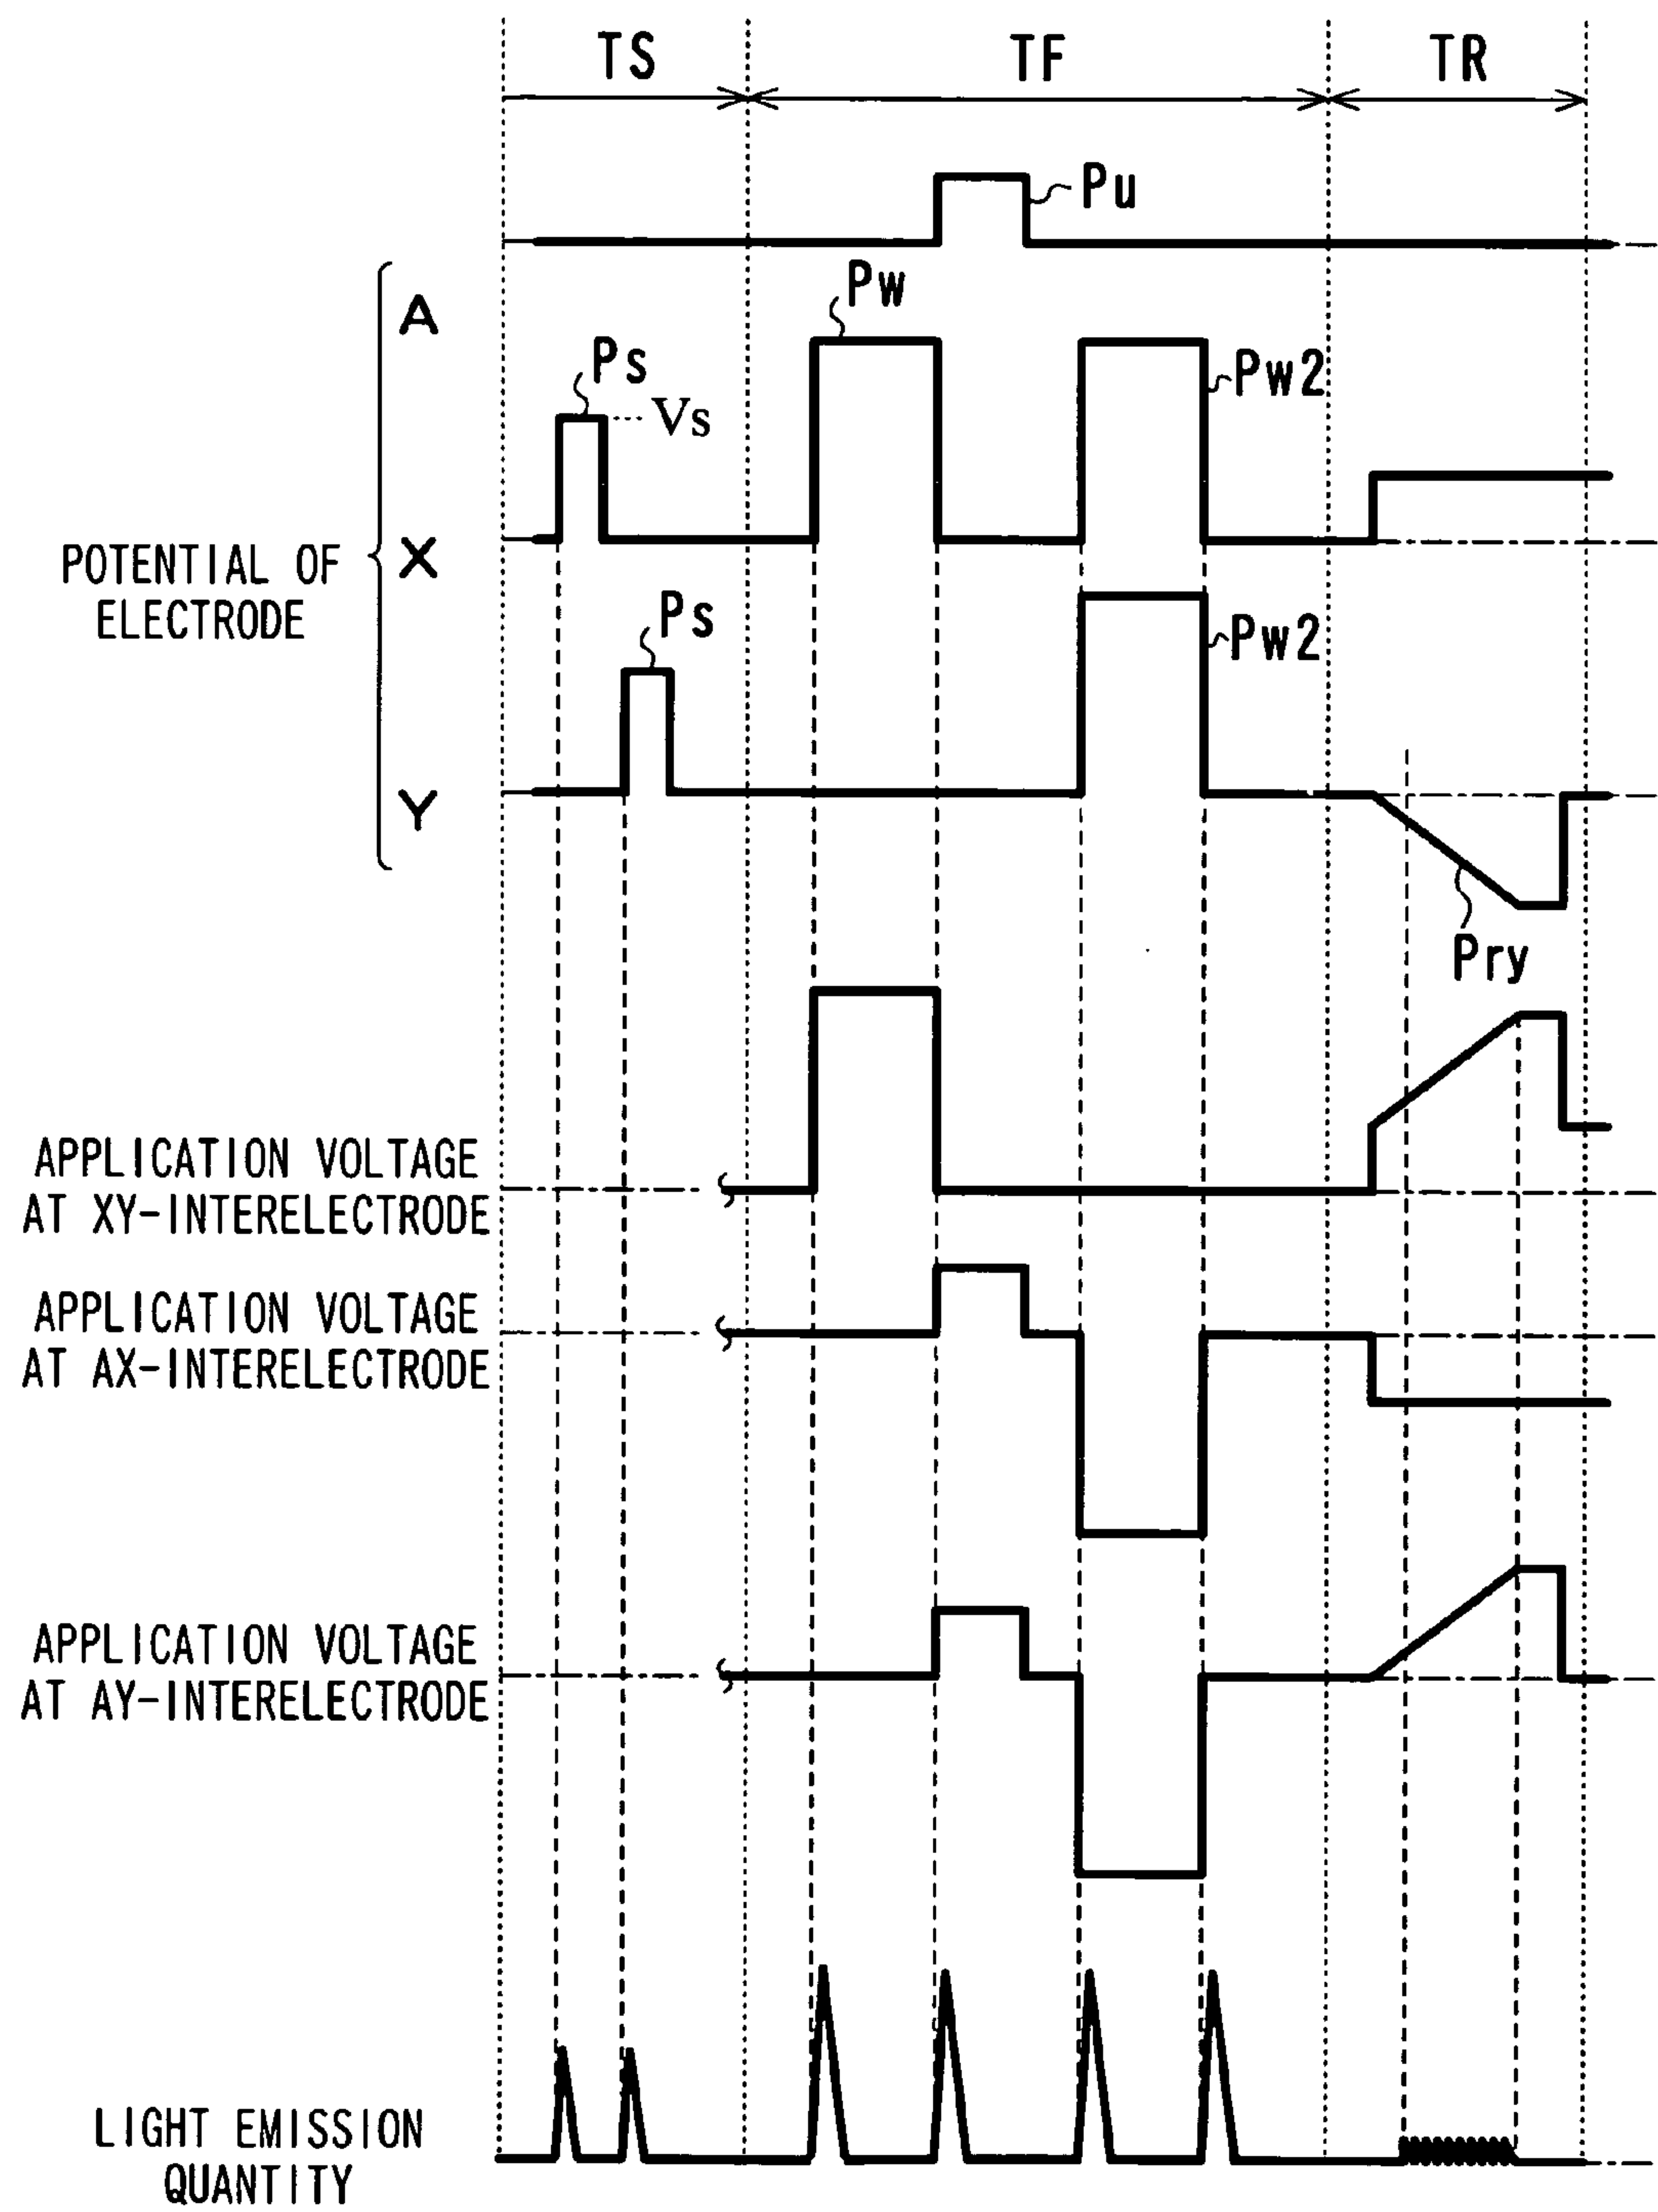 TS TF TR
Pu
A
Pw
Ps
Vs
Pw2
POTENTIAL OF
ELECTRODE
X
Ps
Pw2
Y
Pry
APPLICATION VOLTAGE
AT XY-INTERELECTRODE
APPLICATION VOLTAGE
AT AX-INTERELECTRODE
APPLICATION VOLTAGE
AT AY-INTERELECTRODE
LIGHT EMISSION
QUANTITY